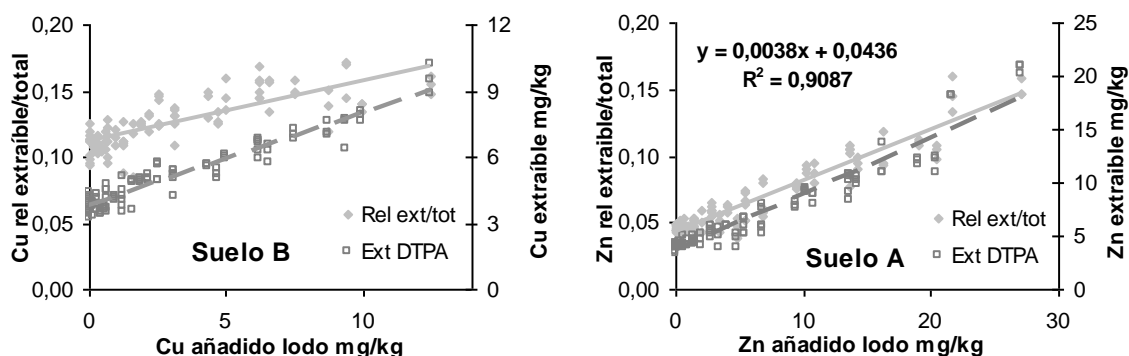 Cu rel extraíble/total
0,20
0,15
0,10
0,05
0,00
12
9
6
3
0
Cu extraíble mg/kg
Rel ext/tot
Suelo B
Ext DTPA
0
5
10
Cu añadido lodo mg/kg
Zn rel extraíble/total
0,20
0,15
0,10
0,05
0,00
y = 0,0038x + 0,0436
R² = 0,9087
25
20
15
10
5
0
Zn extraíble mg/kg
Rel ext/tot
Suelo A
Ext DTPA
0
10
20
30
Zn añadido lodo mg/kg